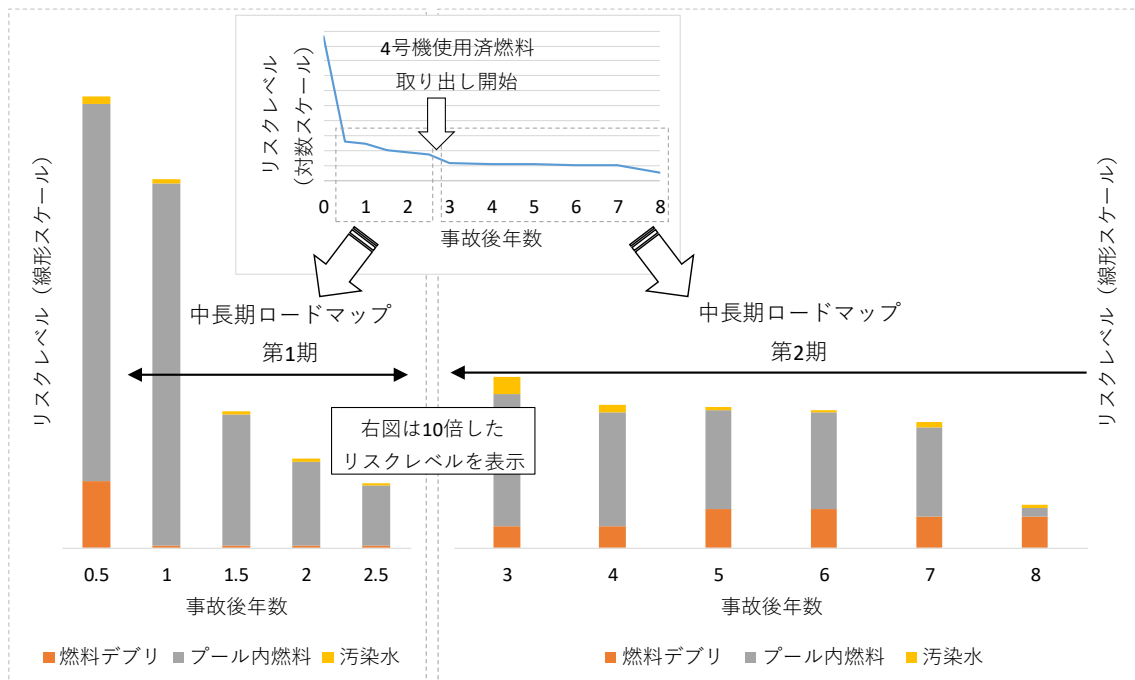 4号機使用済燃料
取り出し開始
リスクレベル
(対数スケール)
0 1 2 3 4 5 6 7 8
事故後年数
リスクレベル(線形スケール)
中長期ロードマップ
第1期
0.5 1 1.5 2 2.5
事故後年数
燃料デブリ プール内燃料 汚染水
右図は10倍した
リスクレベルを表示
中長期ロードマップ
第2期
リスクレベル(線形スケール)
3 4 5 6 7 8
事故後年数
燃料デブリ プール内燃料 汚染水